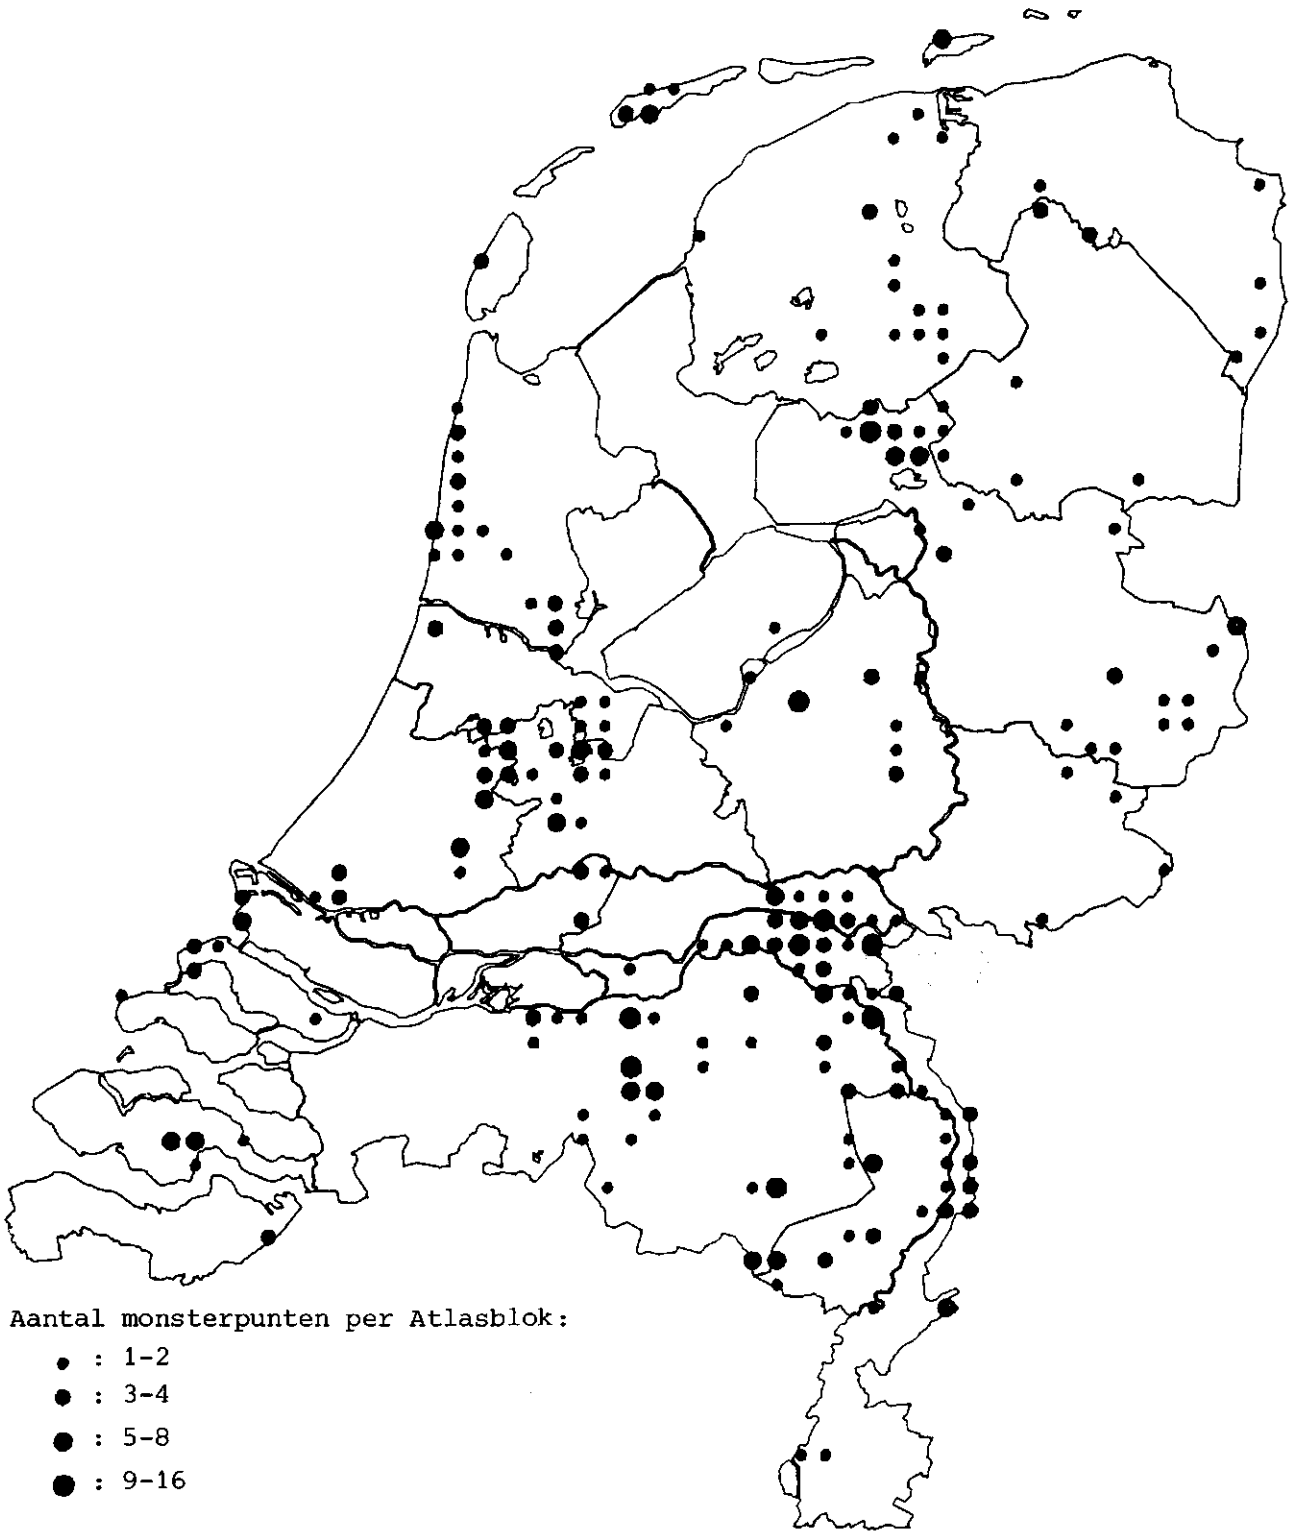 Aantal monsterpunten per Atlasblok:
: 1-2
: 3-4
: 5-8
: 9-16